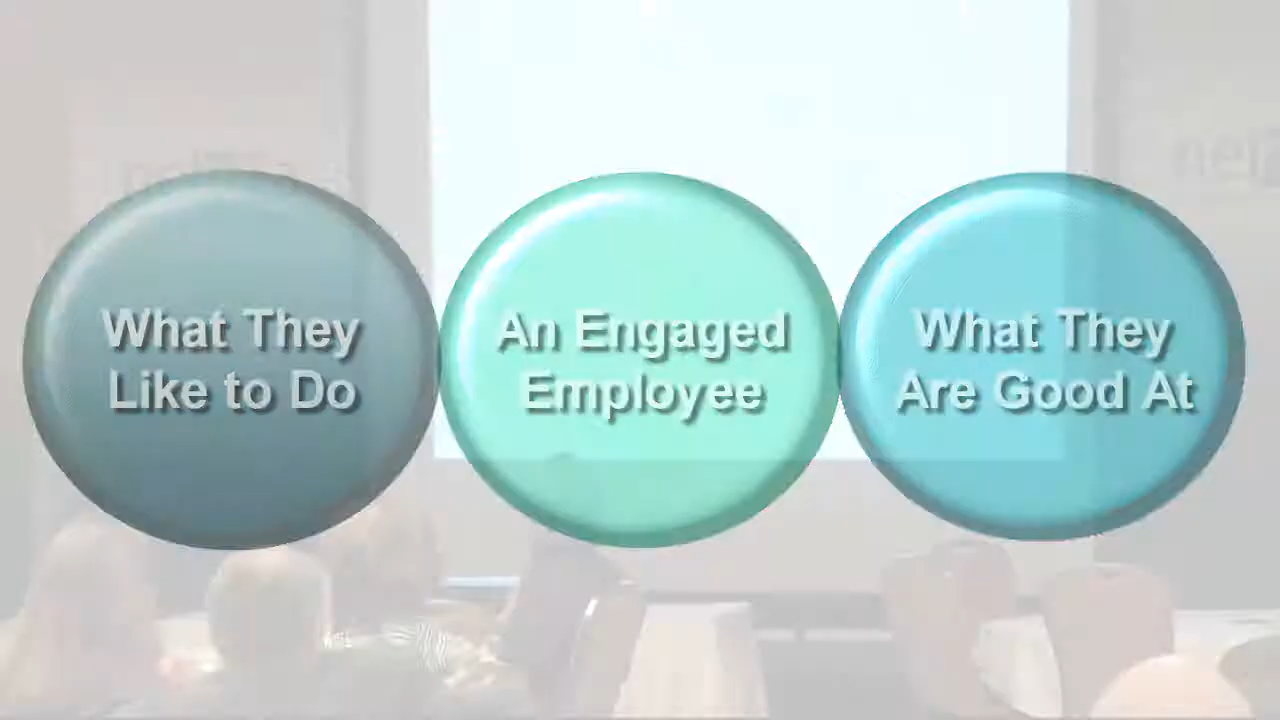 What They
Like to Do
An Engaged
Employee
What They
Are Good At